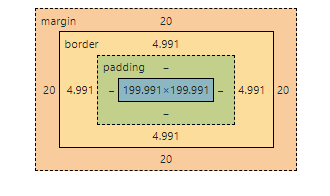 margin 20
border 4.991
padding –
20 4.991 – 199.991×199.991 – 4.991 20
–
4.991
20